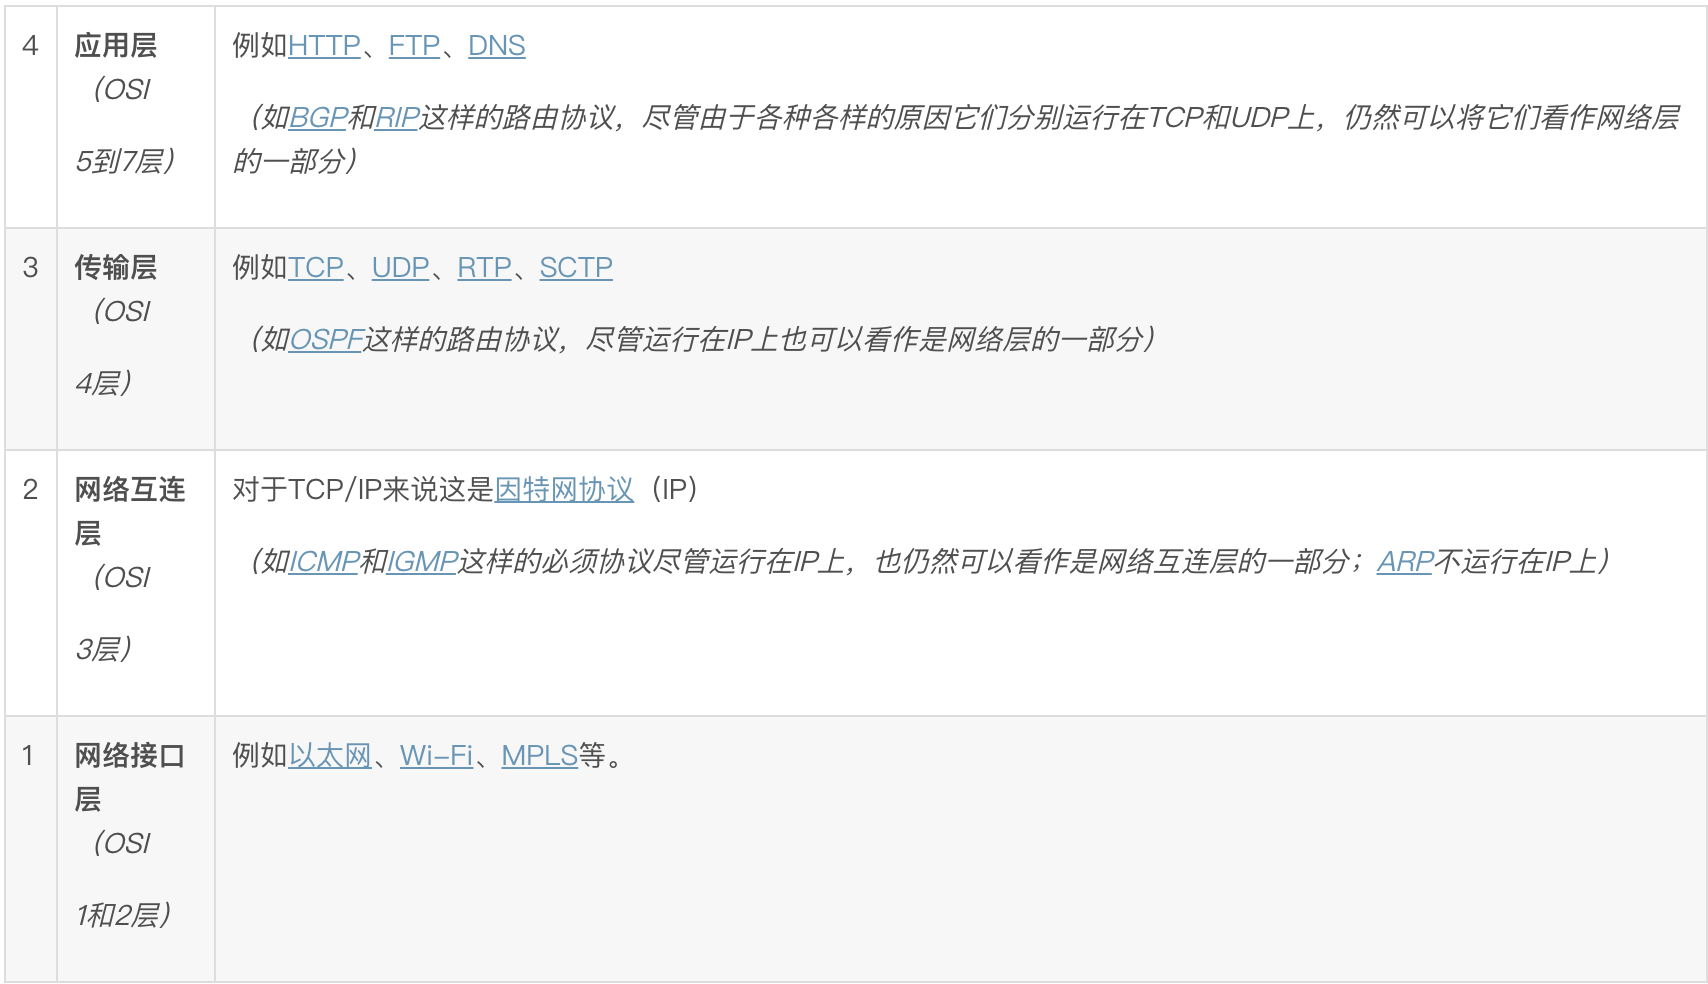 4
应用层
（OSI
5到7层）
例如HTTP、FTP、DNS
（如BGP和RIP这样的路由协议，尽管由于各种各样的原因它们分别运行在TCP和UDP上，仍然可以将它们看作网络层
的一部分）
3
传输层
（OSI
4层）
例如TCP、UDP、RTP、SCTP
（如OSPF这样的路由协议，尽管运行在IP上也可以看作是网络层的一部分）
2
网络互连
层
（OSI
3层）
对于TCP/IP来说这是因特网协议（IP）
（如ICMP和IGMP这样的必须协议尽管运行在IP上，也仍然可以看作是网络互连层的一部分；ARP不运行在IP上）
1
网络接口
层
（OSI
1和2层）
例如以太网、Wi-Fi、MPLS等。